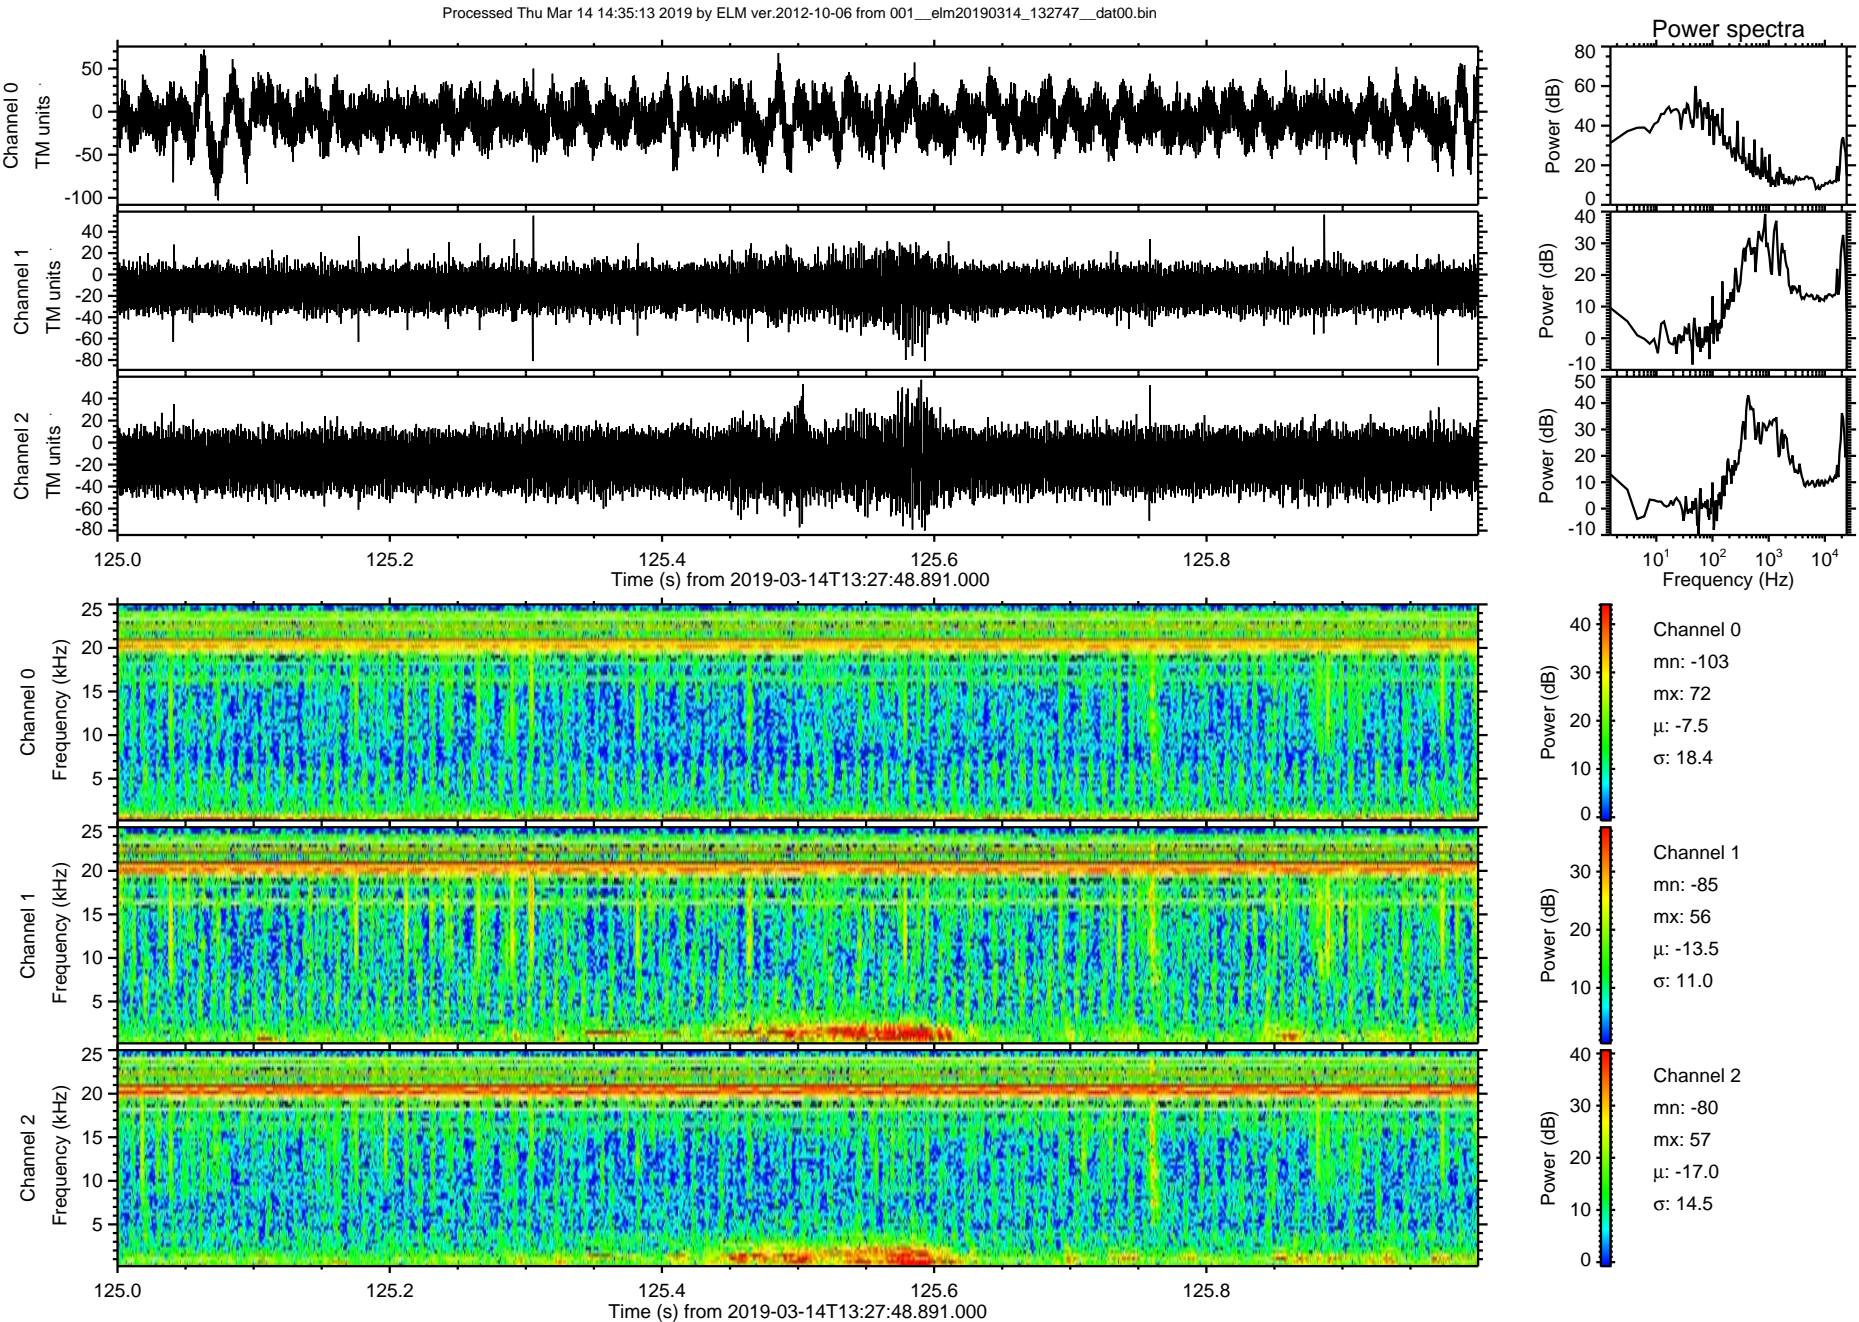 Processed Thu Mar 14 14:35:13 2019 by ELM ver.2012-10-06 from 001__elm20190314_132747__dat00.bin
Power spectra
Channel 0
TM units
50
0
-50
-100
Power (dB)
80
60
40
20
0
Channel 1
TM units
40
20
0
-20
-40
-60
-80
Power (dB)
40
30
20
10
0
-10
Channel 2
TM units
40
20
0
-20
-40
-60
-80
Power (dB)
50
40
30
20
10
0
-10
125.0 125.2 125.4 125.6 125.8
Time (s) from 2019-03-14T13:27:48.891.000
10¹ 10² 10³ 10⁴
Frequency (Hz)
Channel 0
Frequency (kHz)
25
20
15
10
5
Power (dB)
40
30
20
10
0
Channel 0
mn: -103
mx: 72
μ: -7.5
σ: 18.4
Channel 1
Frequency (kHz)
25
20
15
10
5
Power (dB)
30
20
10
Channel 1
mn: -85
mx: 56
μ: -13.5
σ: 11.0
Channel 2
Frequency (kHz)
25
20
15
10
5
Power (dB)
40
30
20
10
0
Channel 2
mn: -80
mx: 57
μ: -17.0
σ: 14.5
125.0 125.2 125.4 125.6 125.8
Time (s) from 2019-03-14T13:27:48.891.000